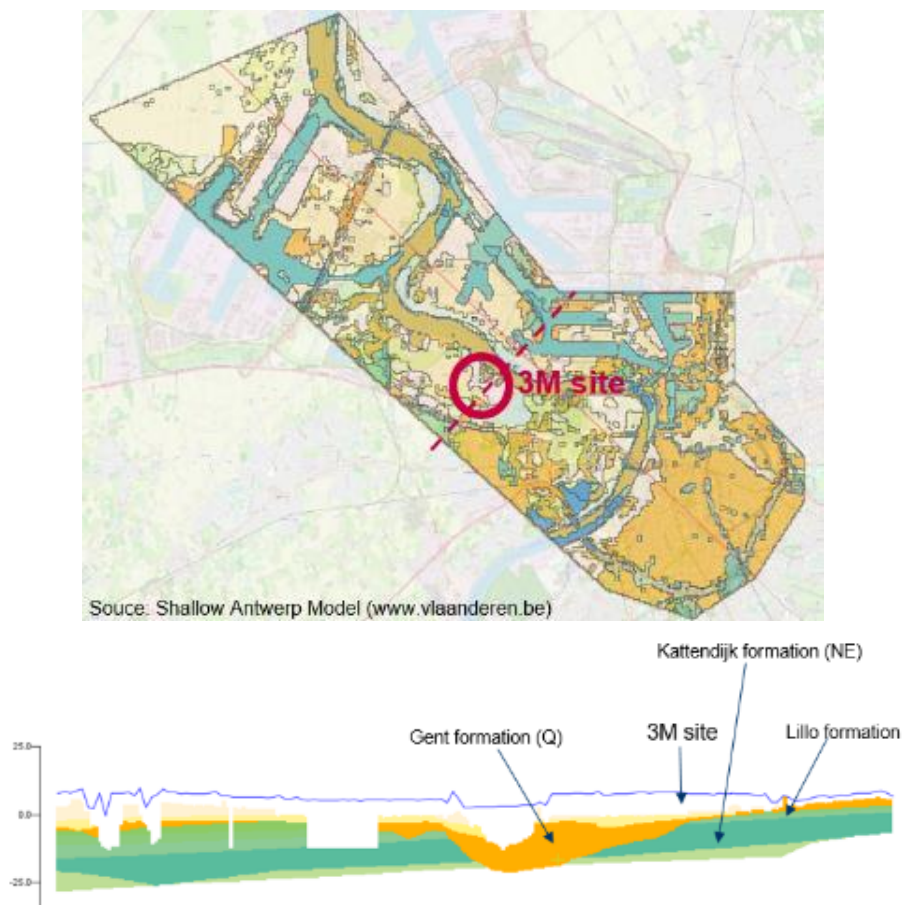 3M site
Souce: Shallow Antwerp Model (www.vlaanderen.be)
Kattendijk formation (NE)
Gent formation (Q)
3M site
Lillo formation
25.0
0.0
-25.0